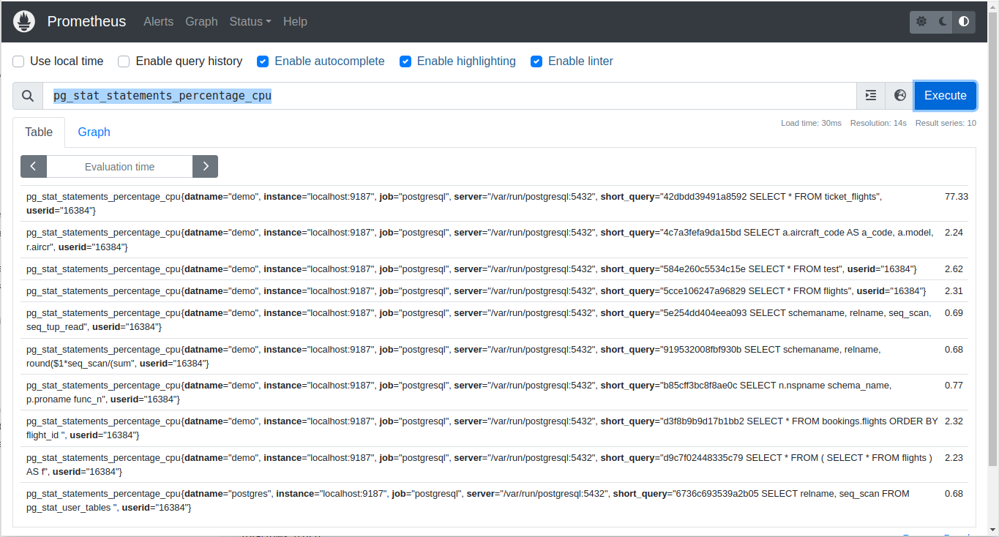 Prometheus Alerts Graph Status Help
Use local time Enable query history Enable autocomplete Enable highlighting Enable linter
pg_stat_statements_percentage_cpu Execute
Load time: 30ms Resolution: 14s Result series: 10
Table Graph
Evaluation time
pg_stat_statements_percentage_cpu{datname="demo", instance="localhost:9187", job="postgresql", server="/var/run/postgresql:5432", short_query="42dbdd39491a8592 SELECT * FROM ticket_flights", 77.33
userid="16384"}
pg_stat_statements_percentage_cpu{datname="demo", instance="localhost:9187", job="postgresql", server="/var/run/postgresql:5432", short_query="4c7a3fefa9da15bd SELECT a.aircraft_code AS a_code, a.model, 2.24
r.aircr", userid="16384"}
pg_stat_statements_percentage_cpu{datname="demo", instance="localhost:9187", job="postgresql", server="/var/run/postgresql:5432", short_query="584e260c5534c15e SELECT * FROM test", userid="16384"} 2.62
pg_stat_statements_percentage_cpu{datname="demo", instance="localhost:9187", job="postgresql", server="/var/run/postgresql:5432", short_query="5cce106247a96829 SELECT * FROM flights", userid="16384"} 2.31
pg_stat_statements_percentage_cpu{datname="demo", instance="localhost:9187", job="postgresql", server="/var/run/postgresql:5432", short_query="5e254dd404eea093 SELECT schemaname, relname, seq_scan, 0.69
seq_tup_read", userid="16384"}
pg_stat_statements_percentage_cpu{datname="demo", instance="localhost:9187", job="postgresql", server="/var/run/postgresql:5432", short_query="919532008fbf930b SELECT schemaname, relname, 0.68
round($1*seq_scan/(sum", userid="16384"}
pg_stat_statements_percentage_cpu{datname="demo", instance="localhost:9187", job="postgresql", server="/var/run/postgresql:5432", short_query="b85cff3bc8f8ae0c SELECT n.nspname schema_name, 0.77
p.proname func_n", userid="16384"}
pg_stat_statements_percentage_cpu{datname="demo", instance="localhost:9187", job="postgresql", server="/var/run/postgresql:5432", short_query="d3f8b9b9d17b1bb2 SELECT * FROM bookings.flights ORDER BY 2.32
flight_id ", userid="16384"}
pg_stat_statements_percentage_cpu{datname="demo", instance="localhost:9187", job="postgresql", server="/var/run/postgresql:5432", short_query="d9c7f02448335c79 SELECT * FROM ( SELECT * FROM flights ) 2.23
AS f", userid="16384"}
pg_stat_statements_percentage_cpu{datname="postgres", instance="localhost:9187", job="postgresql", server="/var/run/postgresql:5432", short_query="6736c693539a2b05 SELECT relname, seq_scan FROM 0.68
pg_stat_user_tables ", userid="16384"}